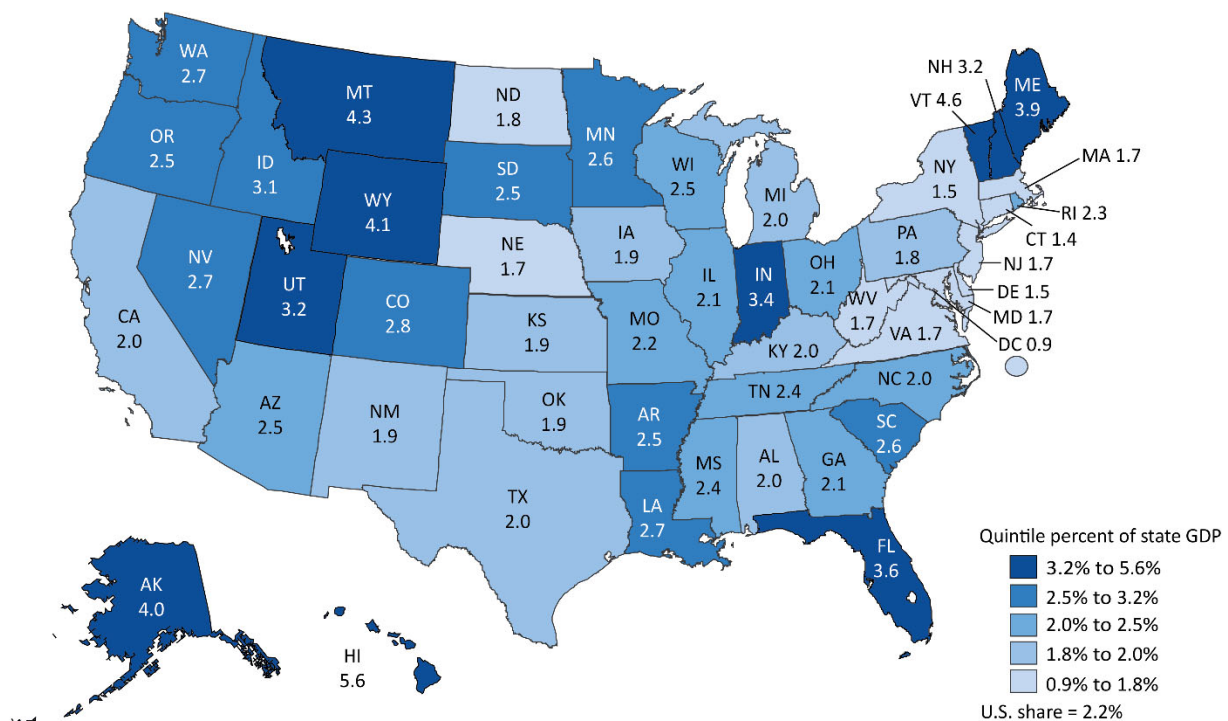 WA
2.7
OR
2.5
CA
2.0
NV
2.7
ID
3.1
MT
4.3
WY
4.1
UT
3.2
AZ
2.5
CO
2.8
NM
1.9
ND
1.8
SD
2.5
NE
1.7
KS
1.9
OK
1.9
TX
2.0
MN
2.6
IA
1.9
MO
2.2
AR
2.5
LA
2.7
WI
2.5
IL
2.1
MI
2.0
IN
3.4
OH
2.1
KY 2.0
TN 2.4
MS
2.4
AL
2.0
GA
2.1
FL
3.6
SC
2.6
NC 2.0
VA 1.7
WV
1.7
PA
1.8
NY
1.5
VT 4.6
NH 3.2
ME
3.9
MA 1.7
RI 2.3
CT 1.4
NJ 1.7
DE 1.5
MD 1.7
DC 0.9
AK
4.0
HI
5.6
Quintile percent of state GDP
3.2% to 5.6%
2.5% to 3.2%
2.0% to 2.5%
1.8% to 2.0%
0.9% to 1.8%
U.S. share = 2.2%